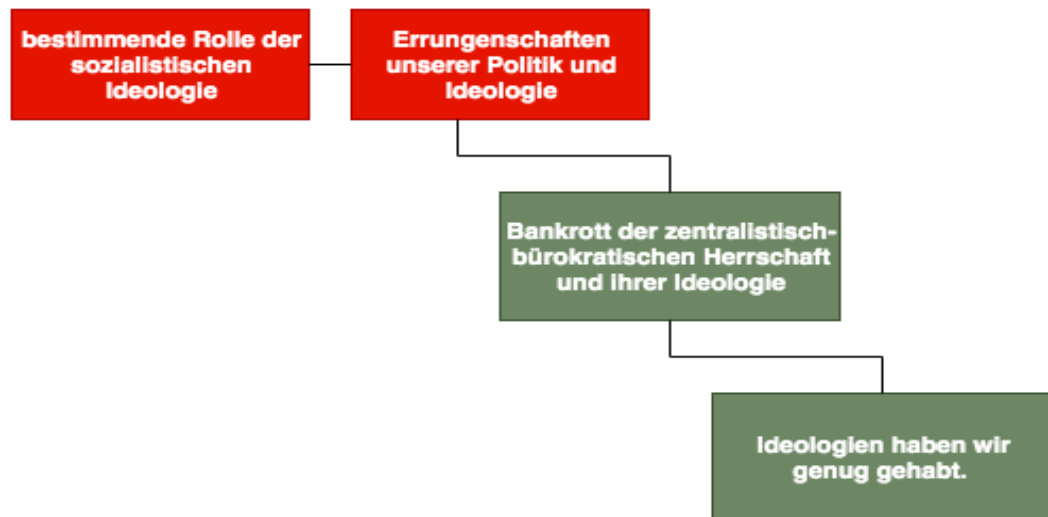 bestimmende Rolle der
sozialistischen
Ideologie
Errungenschaften
unserer Politik und
Ideologie
Bankrott der zentralistisch-
bürokratischen Herrschaft
und ihrer Ideologie
Ideologien haben wir
genug gehabt.